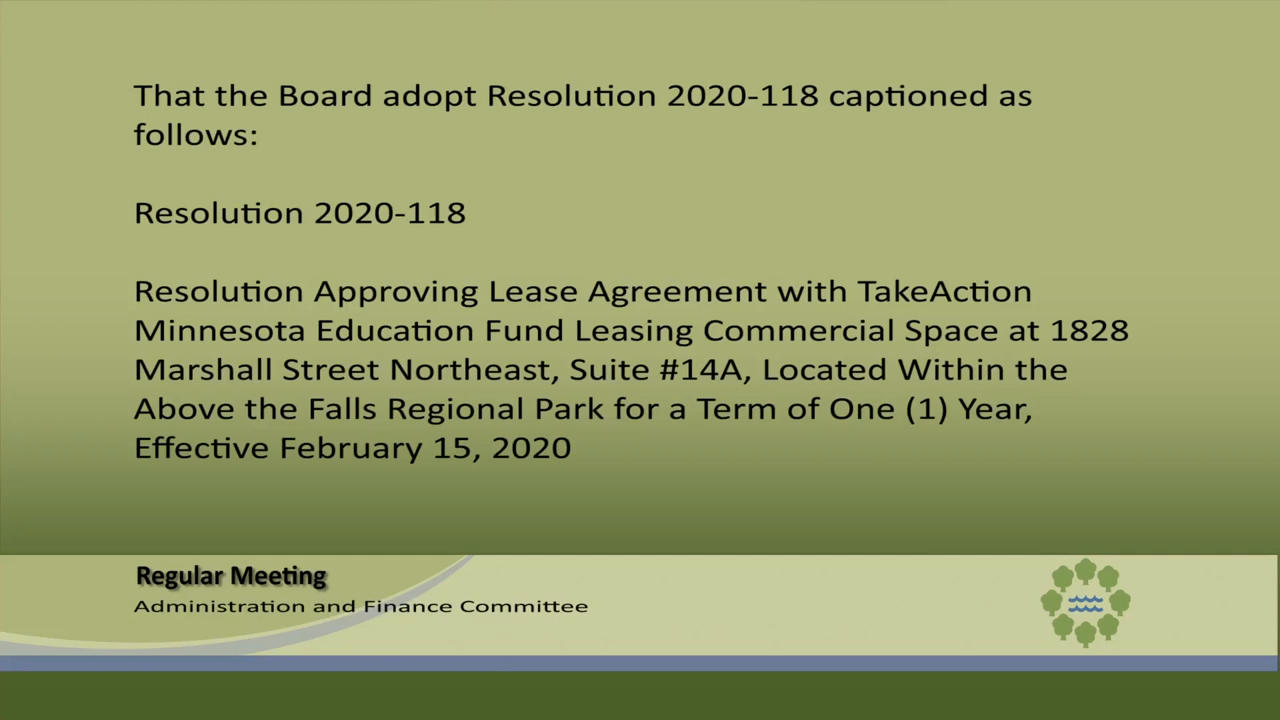 That the Board adopt Resolution 2020-118 captioned as
follows:
Resolution 2020-118
Resolution Approving Lease Agreement with TakeAction
Minnesota Education Fund Leasing Commercial Space at 1828
Marshall Street Northeast, Suite #14A, Located Within the
Above the Falls Regional Park for a Term of One (1) Year,
Effective February 15, 2020
Regular Meeting
Administration and Finance Committee